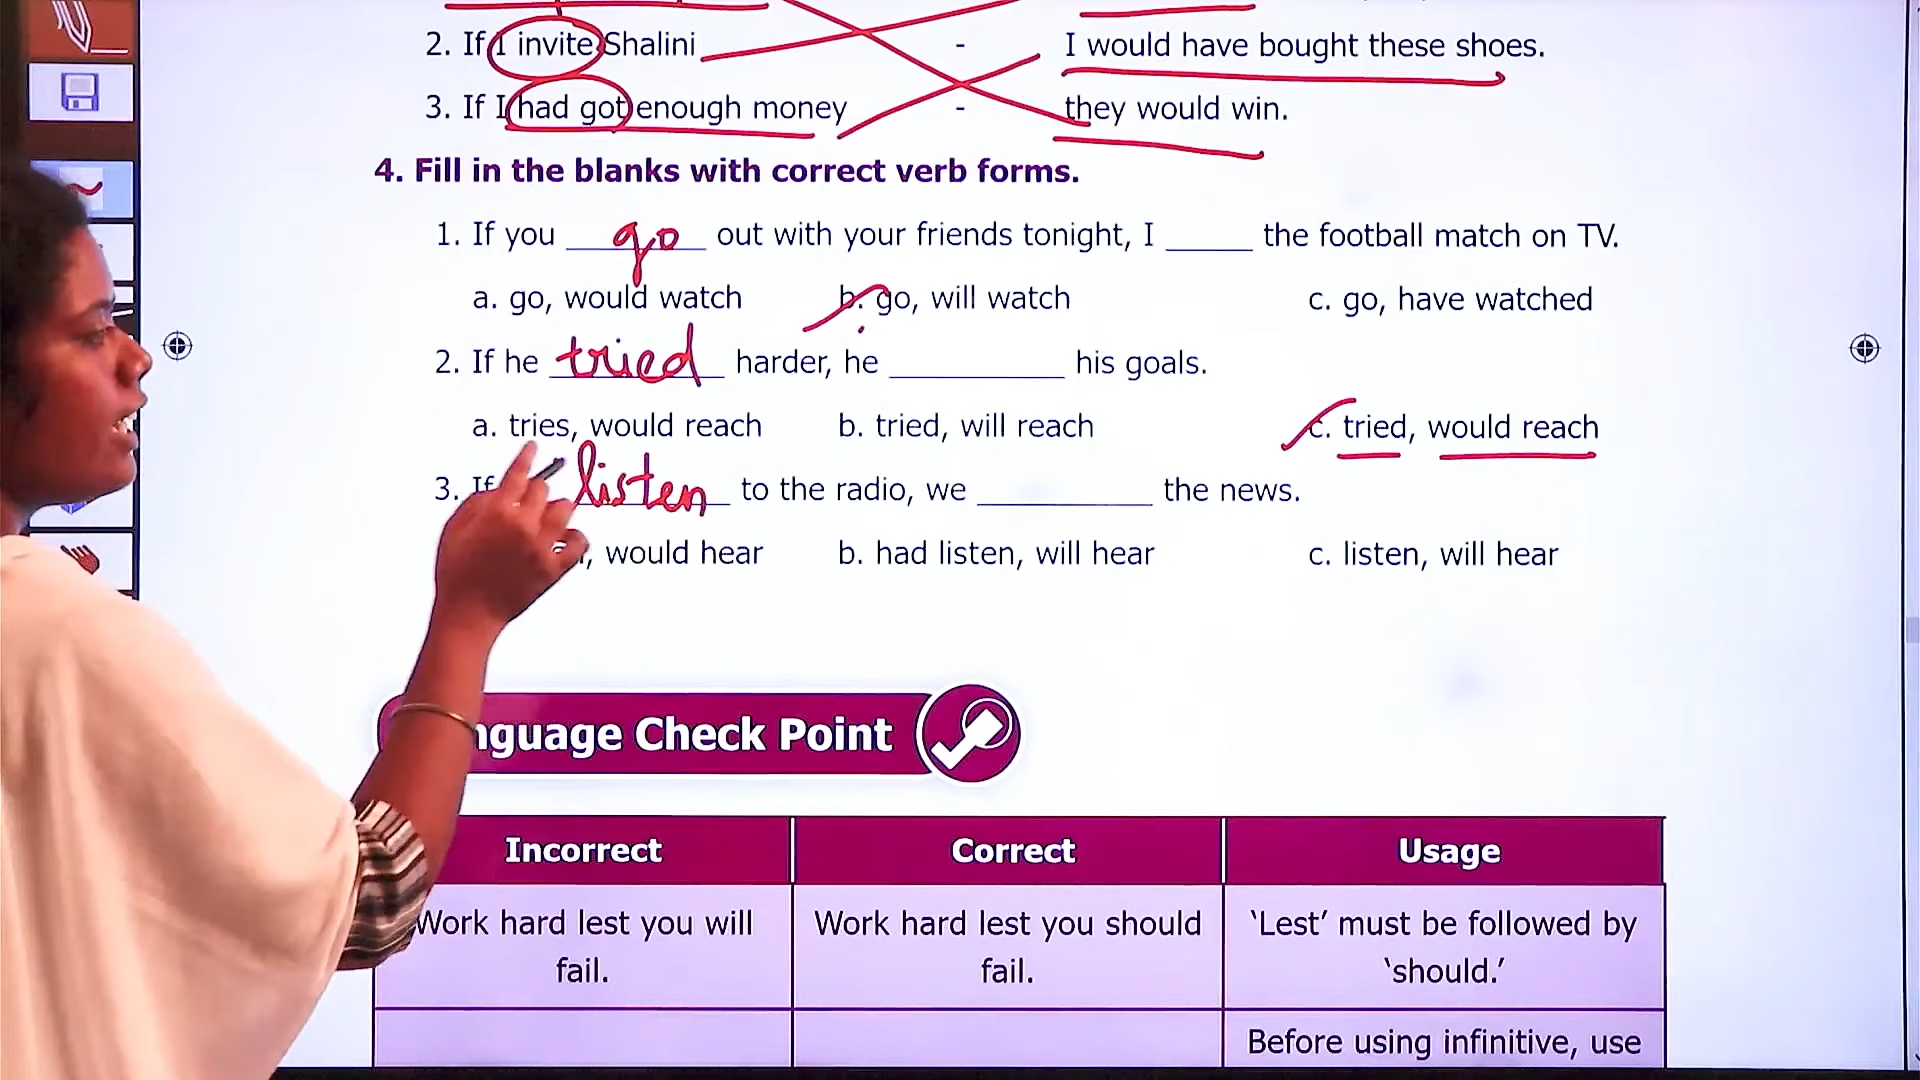 2. If I invite Shalini - I would have bought these shoes.
3. If I had got enough money - they would win.
4. Fill in the blanks with correct verb forms.
1. If you go out with your friends tonight, I _____ the football match on TV.
a. go, would watch b. go, will watch c. go, have watched
2. If he tried harder, he __________ his goals.
a. tries, would reach b. tried, will reach c. tried, would reach
3. If listen to the radio, we __________ the news.
would hear b. had listen, will hear c. listen, will hear
nguage Check Point
Incorrect Correct Usage
Work hard lest you will Work hard lest you should ‘Lest’ must be followed by
fail. fail. ‘should.’
Before using infinitive, use